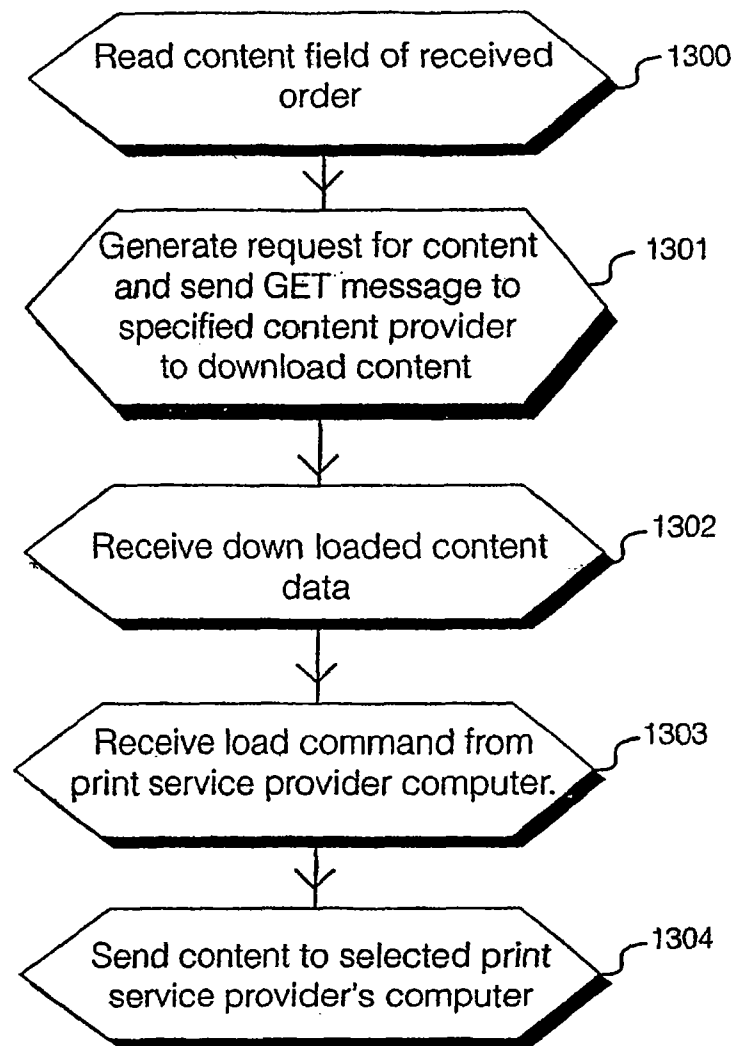 Read content field of received
order
1300
Generate request for content
and send GET message to
specified content provider
to download content
1301
Receive down loaded content
data
1302
Receive load command from
print service provider computer.
1303
Send content to selected print
service provider's computer
1304